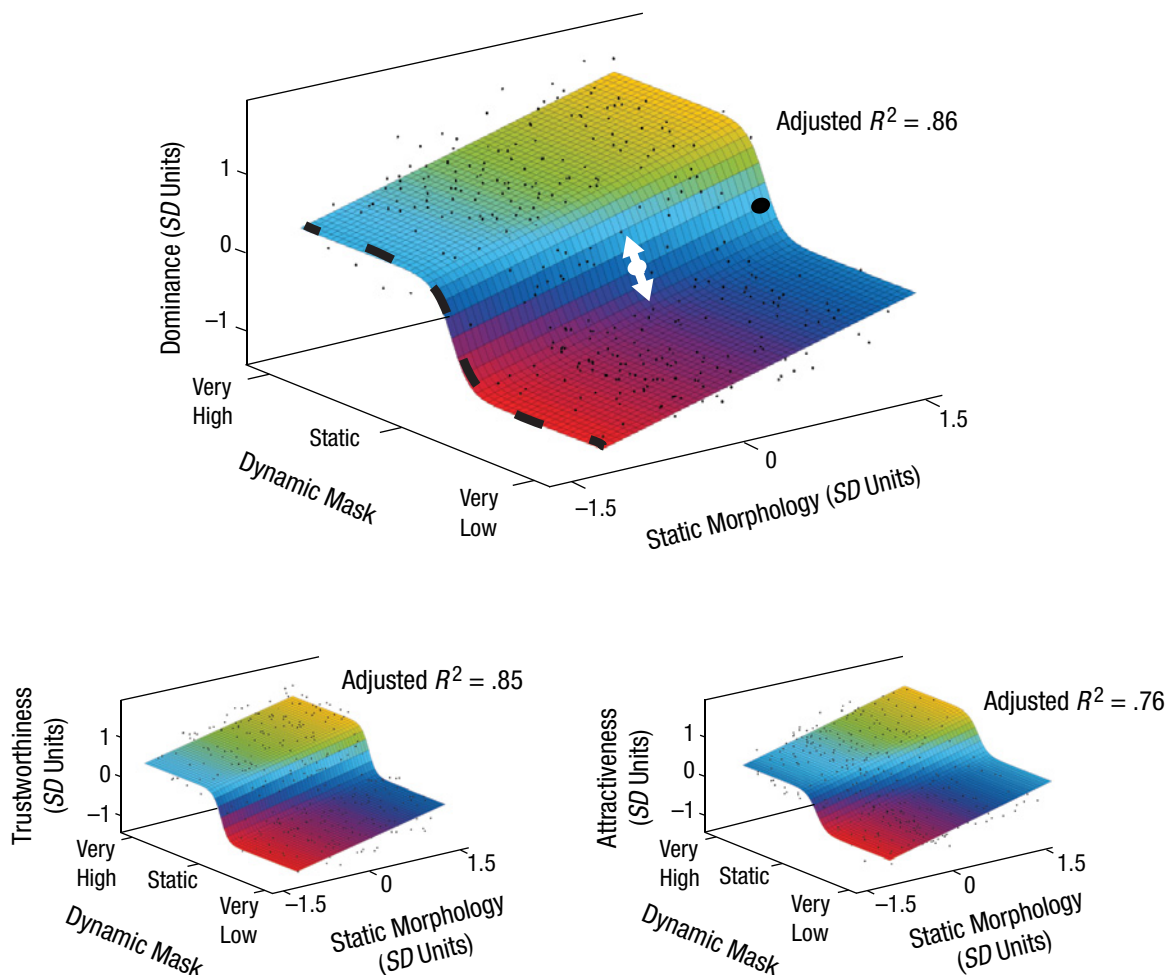 Adjusted R² = .86
Dominance (SD Units)
1
0
−1
Very
High
Static
Very
Low
Dynamic Mask
−1.5
0
1.5
Static Morphology (SD Units)
Adjusted R² = .85
Trustworthiness
(SD Units)
1
0
−1
Very
High
Static
Very
Low
Dynamic Mask
−1.5
0
1.5
Static Morphology
(SD Units)
Adjusted R² = .76
Attractiveness
(SD Units)
1
0
−1
Very
High
Static
Very
Low
Dynamic Mask
−1.5
0
1.5
Static Morphology
(SD Units)